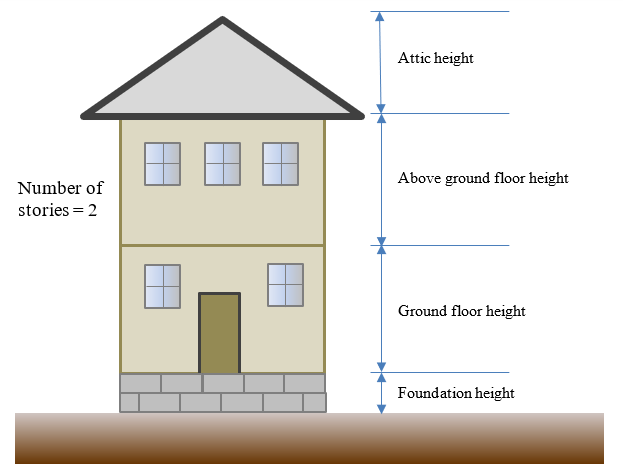 Attic height
Above ground floor height
Number of
stories = 2
Ground floor height
Foundation height